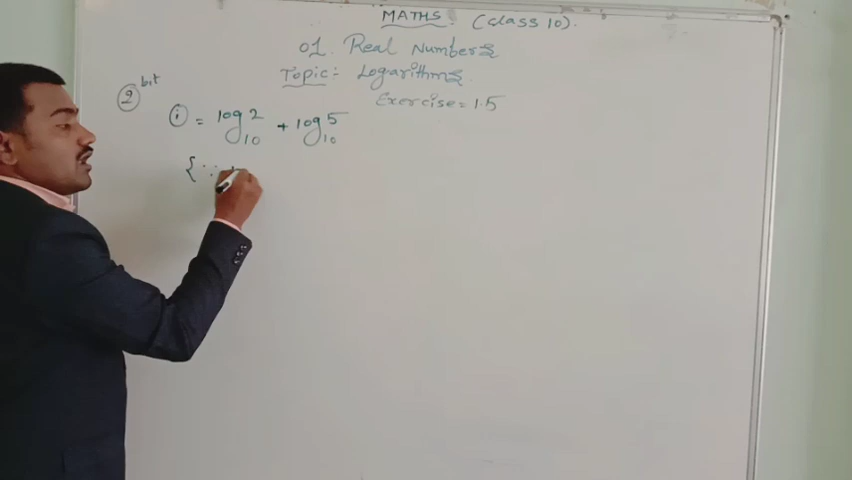 MATHS. (Class 10).
01. Real Numbers
Topic:- Logarithms.
Exercise = 1.5
2 bit
i = log 2 10 + log 5 10
{ ∵